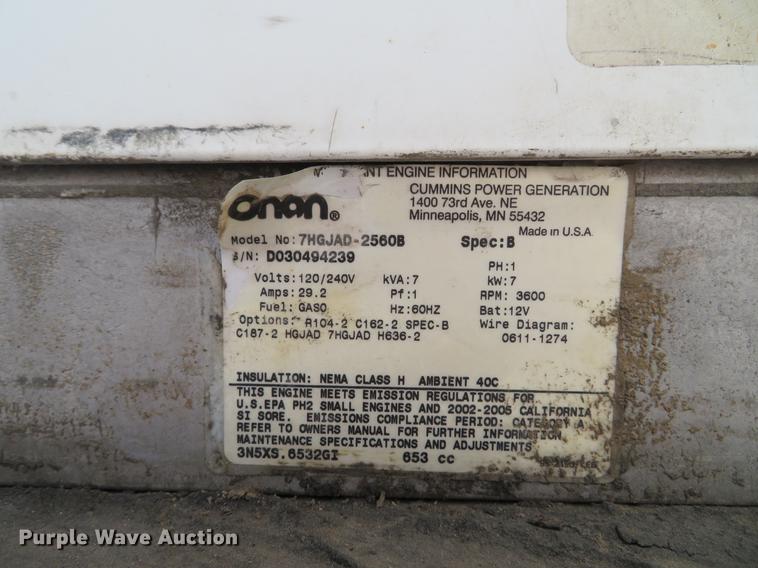 NT ENGINE INFORMATION
Onan®
CUMMINS POWER GENERATION
1400 73rd Ave. NE
Minneapolis, MN 55432
Made in U.S.A
Model No: 7HGJAD-2560B Spec: B
S/N: D030494239
PH: 1
Volts: 120/240V kVA: 7 kW: 7
Amps: 29.2 Pf: 1 RPM: 3600
Fuel: GASO Hz: 60HZ Bat: 12V
Options: A104-2 C162-2 SPEC-B Wire Diagram:
C187-2 HGJAD 7HGJAD H636-2 0611-1274
INSULATION: NEMA CLASS H AMBIENT 40C
THIS ENGINE MEETS EMISSION REGULATIONS FOR
U.S.EPA PH2 SMALL ENGINES AND 2002-2005 CALIFORNIA
SI SORE. EMISSIONS COMPLIANCE PERIOD: CATEGORY A
REFER TO OWNERS MANUAL FOR FURTHER INFORMATION
MAINTENANCE SPECIFICATIONS AND ADJUSTMENTS
3N5XS.6532GI 653 cc
Purple Wave Auction